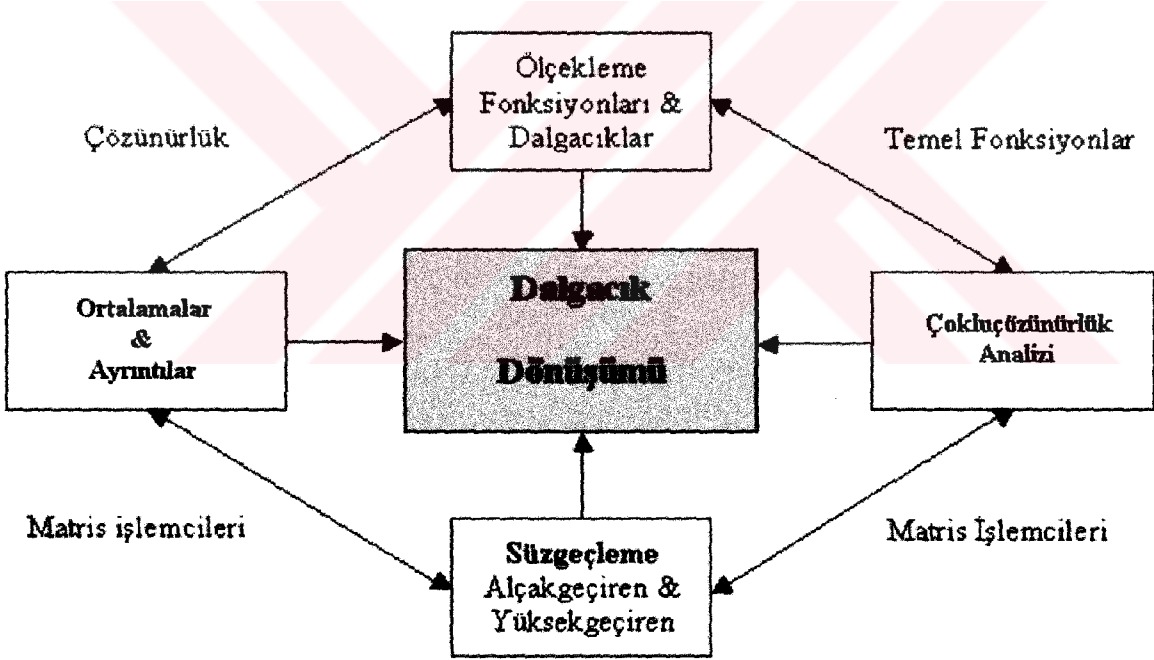 Ölçekleme
Fonksiyonları &
Dalgacıklar
Çözünürlük
Temel Fonksiyonlar
Ortalamalar
&
Ayrıntılar
Dalgacık
Dönüşümü
Çokluçözünürlük
Analizi
Matris işlemcileri
Matris İşlemcileri
Süzgeçleme
Alçakgeçiren &
Yüksekgeçiren